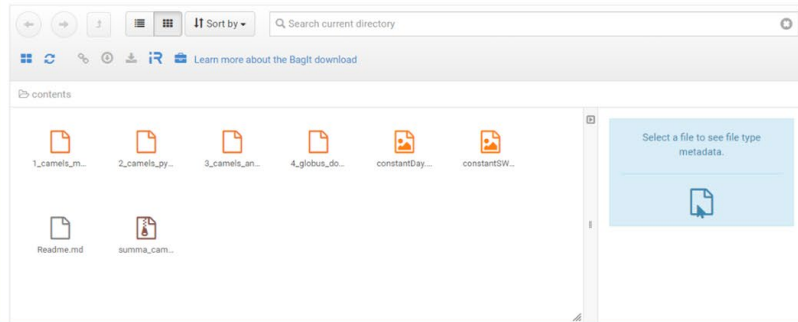 Sort by
Search current directory
iR
Learn more about the BagIt download
contents
Select a file to see file type
metadata.
1_camels_m...
2_camels_py...
3_camels_an...
4_globus_do...
constantDay....
constantSW...
Readme.md
summa_cam...